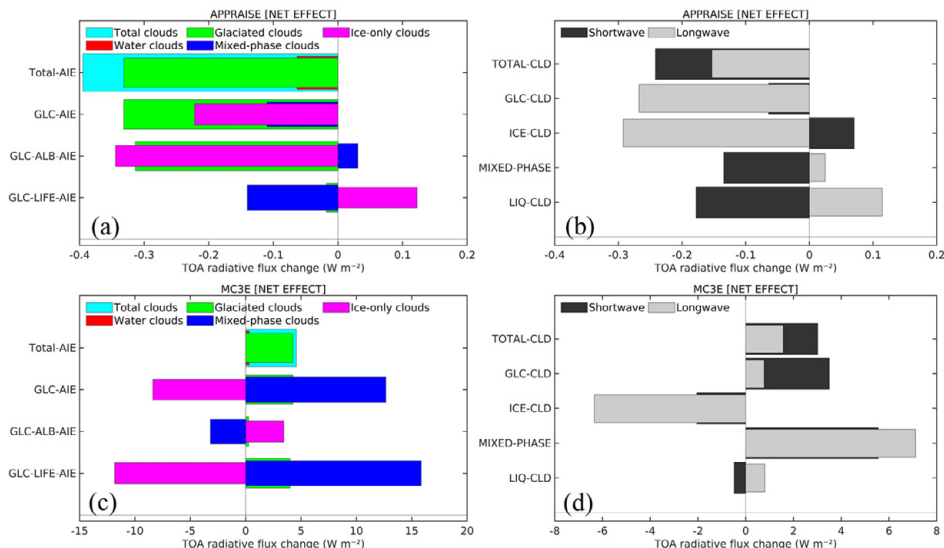 APPRAISE [NET EFFECT]
Total clouds Glaciated clouds Ice-only clouds
Water clouds Mixed-phase clouds
Total-AIE
GLC-AIE
GLC-ALB-AIE
GLC-LIFE-AIE
(a)
-0.4 -0.3 -0.2 -0.1 0 0.1 0.2
TOA radiative flux change (W m⁻²)
APPRAISE [NET EFFECT]
Shortwave Longwave
TOTAL-CLD
GLC-CLD
ICE-CLD
MIXED-PHASE
LIQ-CLD
(b)
-0.4 -0.3 -0.2 -0.1 0 0.1 0.2
TOA radiative flux change (W m⁻²)
MC3E [NET EFFECT]
Total clouds Glaciated clouds Ice-only clouds
Water clouds Mixed-phase clouds
Total-AIE
GLC-AIE
GLC-ALB-AIE
GLC-LIFE-AIE
(c)
-15 -10 -5 0 5 10 15 20
TOA radiative flux change (W m⁻²)
MC3E [NET EFFECT]
Shortwave Longwave
TOTAL-CLD
GLC-CLD
ICE-CLD
MIXED-PHASE
LIQ-CLD
(d)
-8 -6 -4 -2 0 2 4 6 8
TOA radiative flux change (W m⁻²)